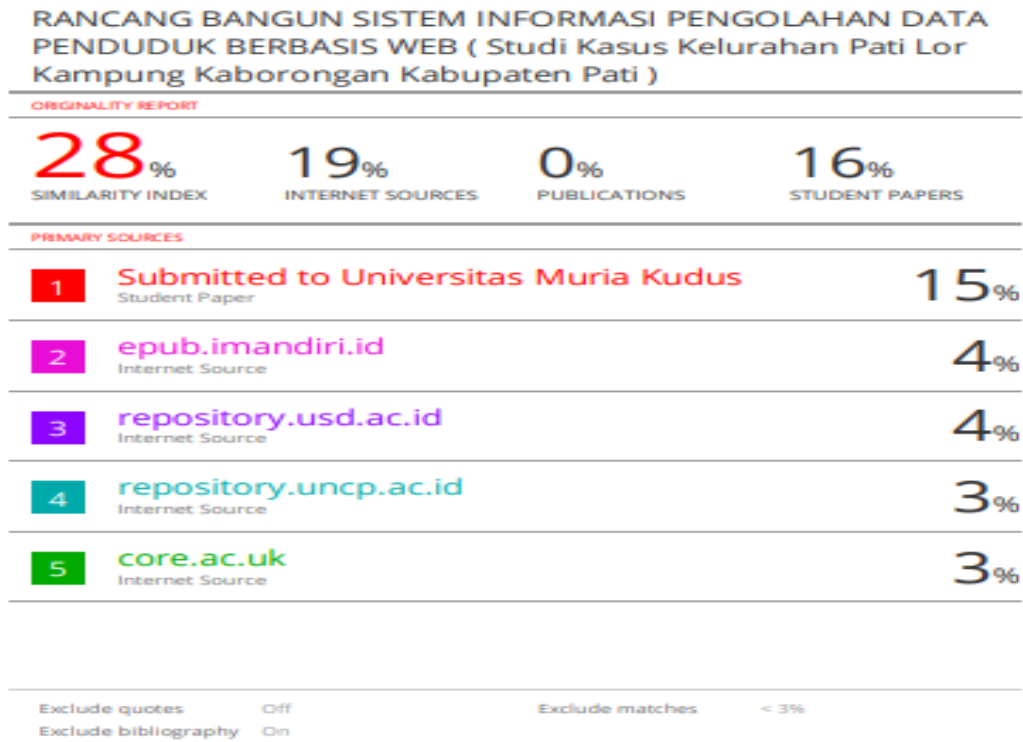 RANCANG BANGUN SISTEM INFORMASI PENGOLAHAN DATA
PENDUDUK BERBASIS WEB ( Studi Kasus Kelurahan Pati Lor
Kampung Kaborongan Kabupaten Pati )
ORIGINALITY REPORT
28% 19% 0% 16%
SIMILARITY INDEX INTERNET SOURCES PUBLICATIONS STUDENT PAPERS
PRIMARY SOURCES
1 Submitted to Universitas Muria Kudus 15%
Student Paper
2 epub.imandiri.id 4%
Internet Source
3 repository.usd.ac.id 4%
Internet Source
4 repository.uncp.ac.id 3%
Internet Source
5 core.ac.uk 3%
Internet Source
Exclude quotes Off Exclude matches < 3%
Exclude bibliography On